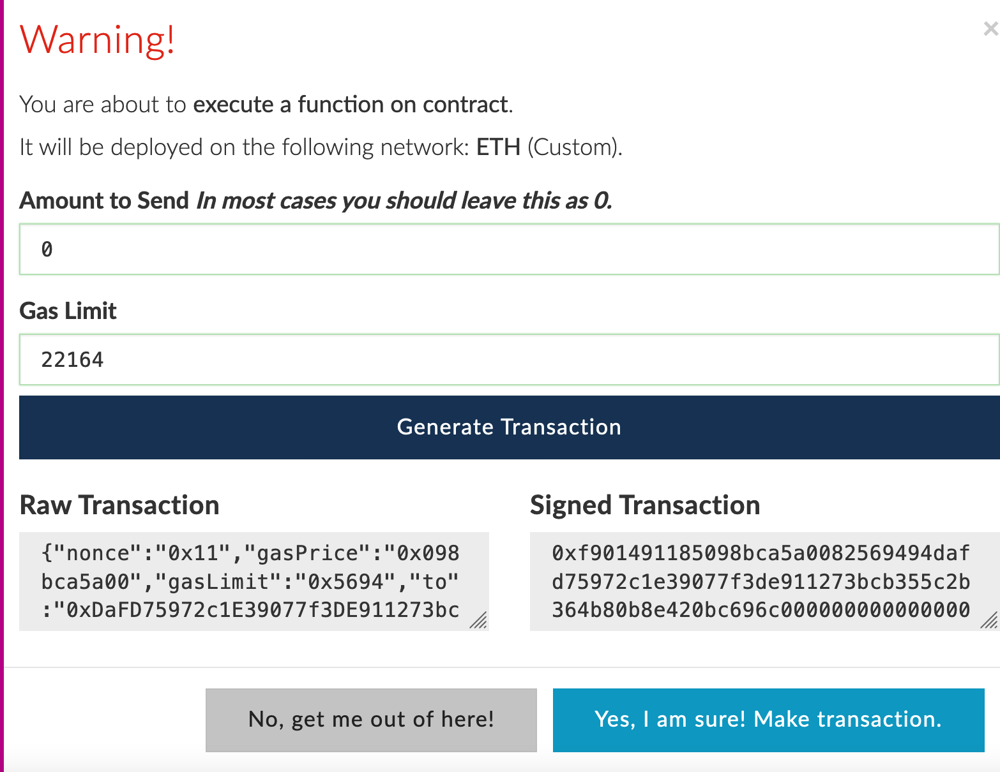 Warning!
×
You are about to execute a function on contract.
It will be deployed on the following network: ETH (Custom).
Amount to Send In most cases you should leave this as 0.
0
Gas Limit
22164
Generate Transaction
Raw Transaction
{"nonce":"0x11","gasPrice":"0x098
bca5a00","gasLimit":"0x5694","to"
:"0xDaFD75972c1E39077f3DE911273bc
Signed Transaction
0xf901491185098bca5a0082569494daf
d75972c1e39077f3de911273bcb355c2b
364b80b8e420bc696c000000000000000
No, get me out of here!
Yes, I am sure! Make transaction.